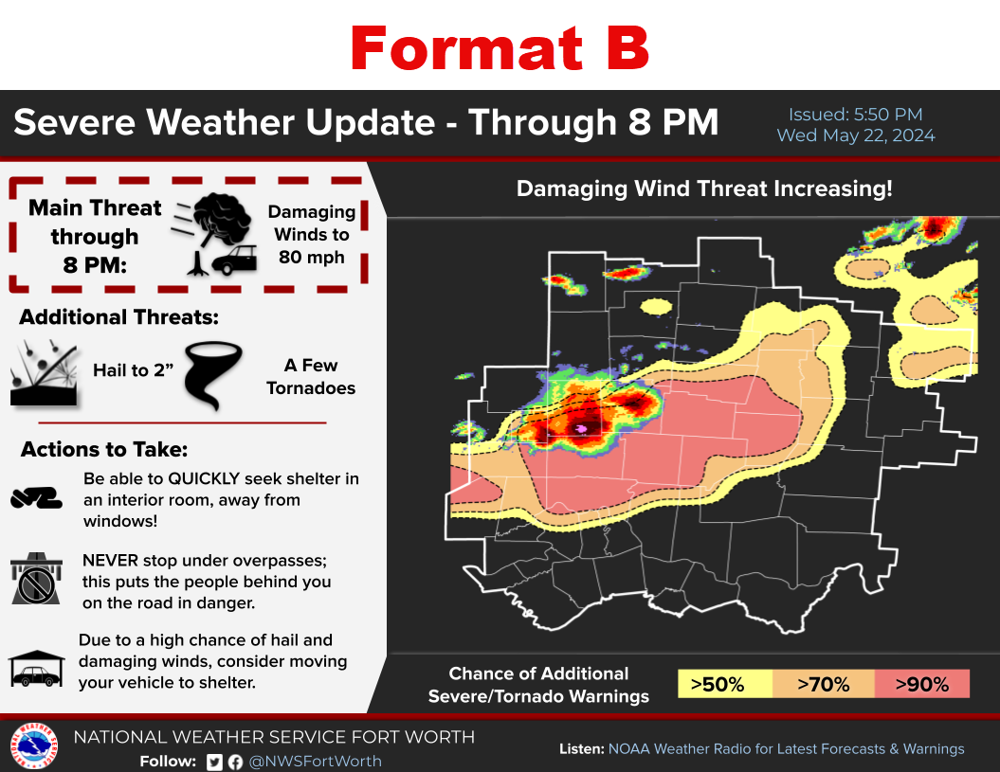 Format B
Severe Weather Update - Through 8 PM
Issued: 5:50 PM
Wed May 22, 2024
Main Threat
through
8 PM:
Damaging
Winds to
80 mph
Additional Threats:
Hail to 2”
A Few
Tornadoes
Actions to Take:
Be able to QUICKLY seek shelter in
an interior room, away from
windows!
NEVER stop under overpasses;
this puts the people behind you
on the road in danger.
Due to a high chance of hail and
damaging winds, consider moving
your vehicle to shelter.
Damaging Wind Threat Increasing!
Chance of Additional
Severe/Tornado Warnings
>50%
>70%
>90%
NATIONAL WEATHER SERVICE
NATIONAL WEATHER SERVICE FORT WORTH
Follow: @NWSFortWorth
Listen: NOAA Weather Radio for Latest Forecasts & Warnings